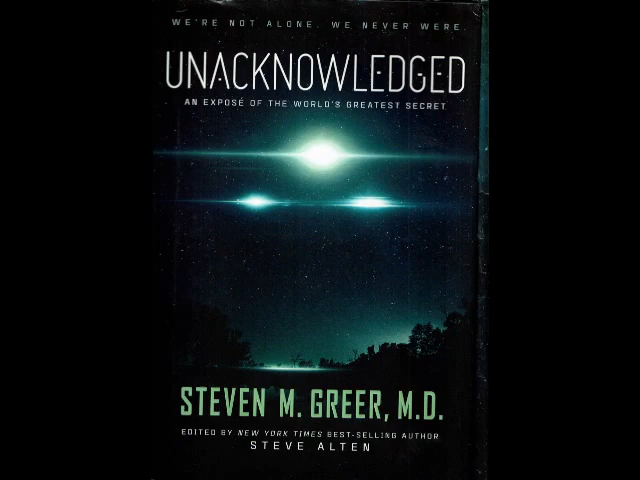 WE'RE NOT ALONE. WE NEVER WERE.
UNACKNOWLEDGED
AN EXPOSÉ OF THE WORLD'S GREATEST SECRET
STEVEN M. GREER, M.D.
EDITED BY NEW YORK TIMES BEST-SELLING AUTHOR
STEVE ALTEN